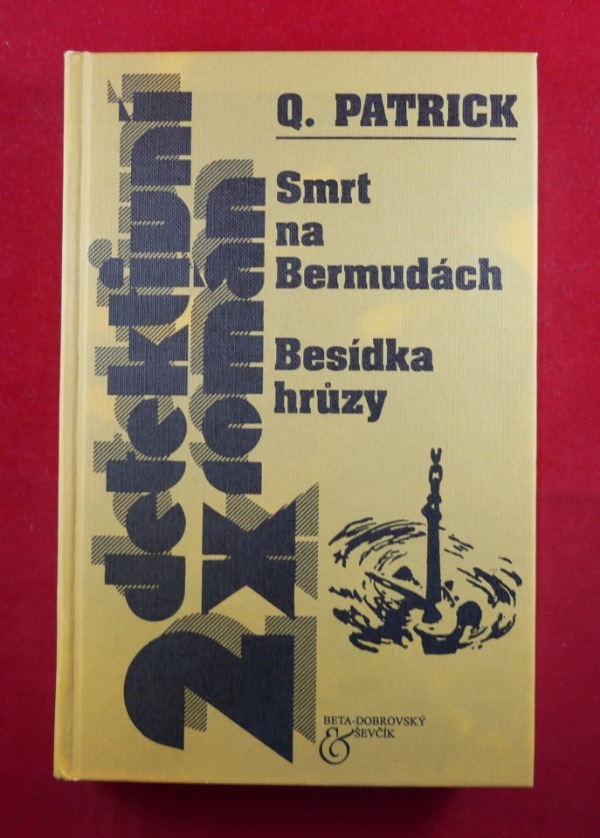 2x detektivní
román
Q. PATRICK
Smrt
na
Bermudách
Besídka
hrůzy
BETA-DOBROVSKÝ
& ŠEVČÍK